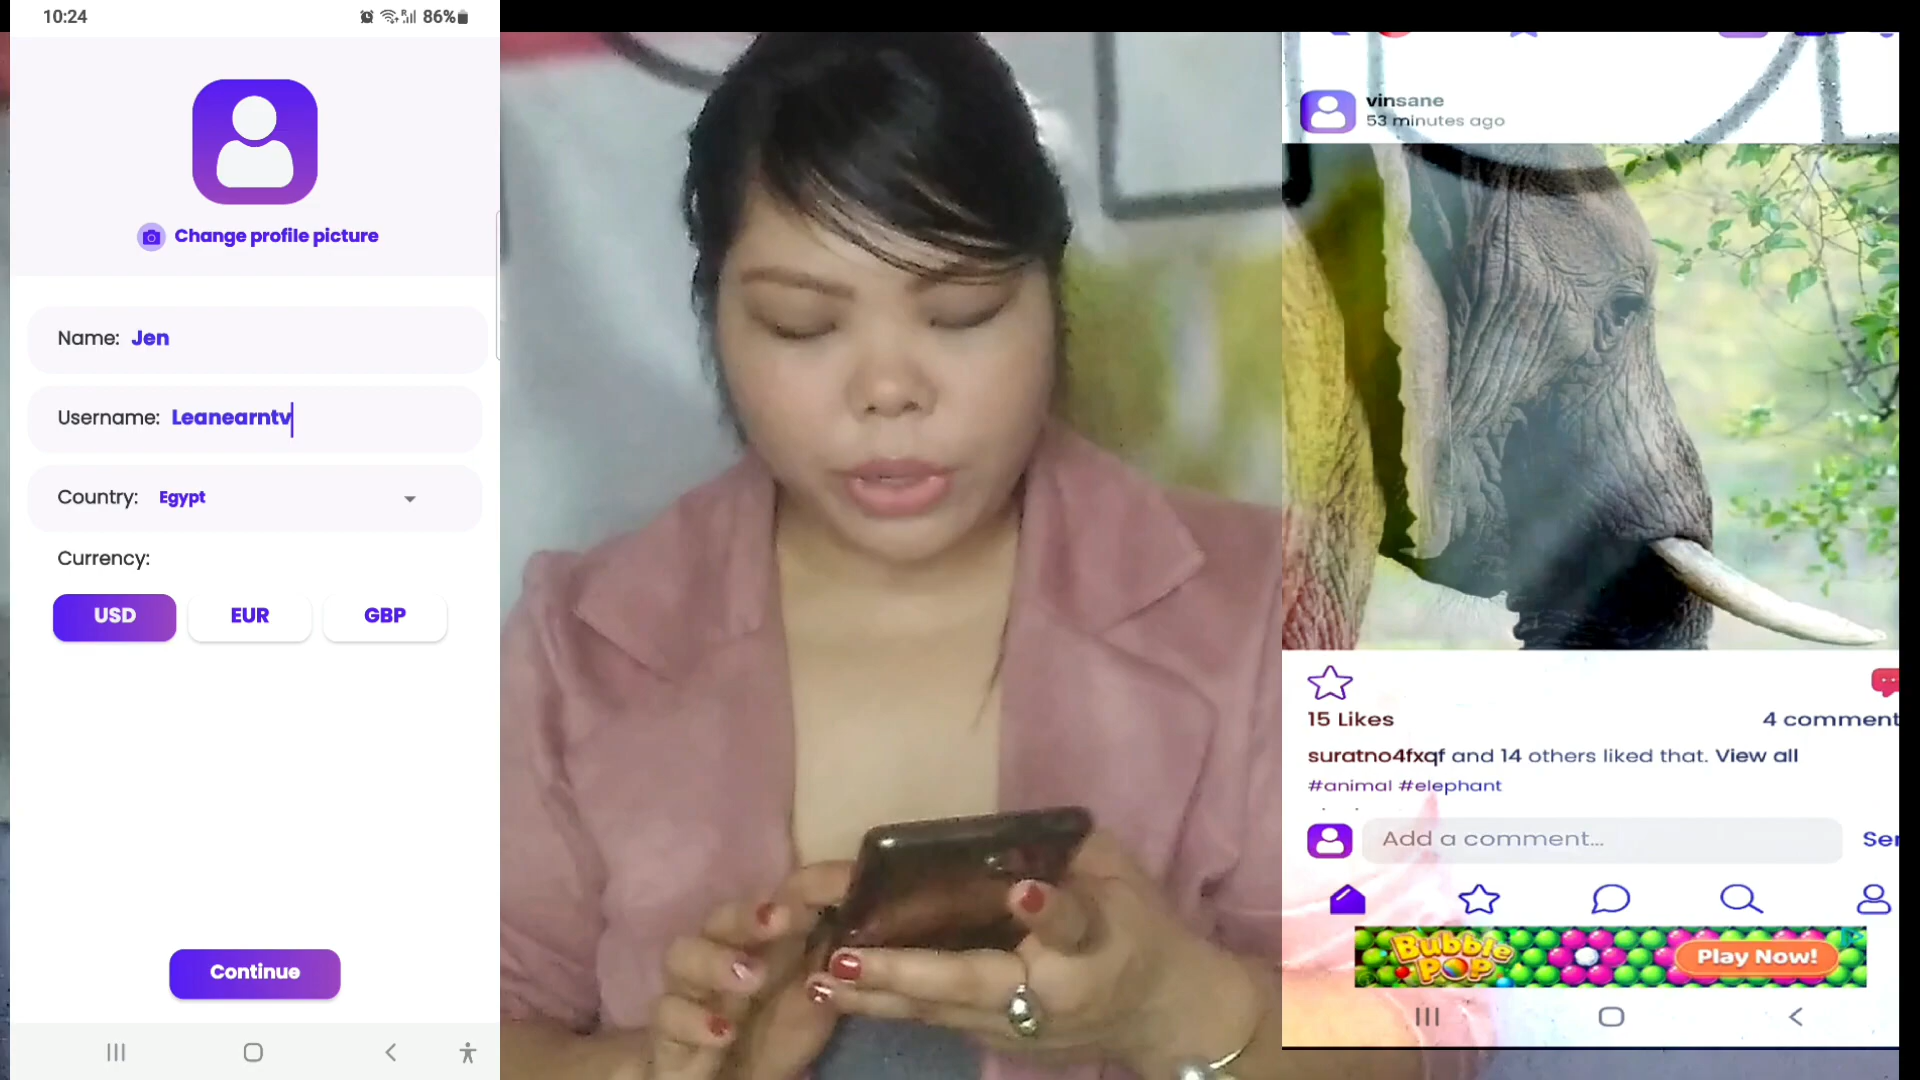 10:24
86%
Change profile picture
Name: Jen
Username: Leanearntv
Country: Egypt
Currency:
USD
EUR
GBP
Continue
vinsane
53 minutes ago
15 Likes
4 comment
suratno4fxqf and 14 others liked that. View all
#animal #elephant
Add a comment...
Ser
Bubble
POP
Play Now!